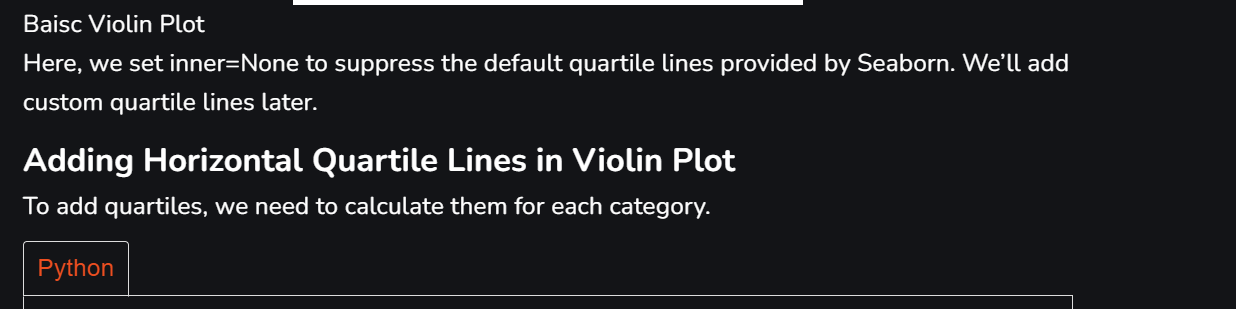 Baisc Violin Plot
Here, we set inner=None to suppress the default quartile lines provided by Seaborn. We’ll add
custom quartile lines later.
Adding Horizontal Quartile Lines in Violin Plot
To add quartiles, we need to calculate them for each category.
Python